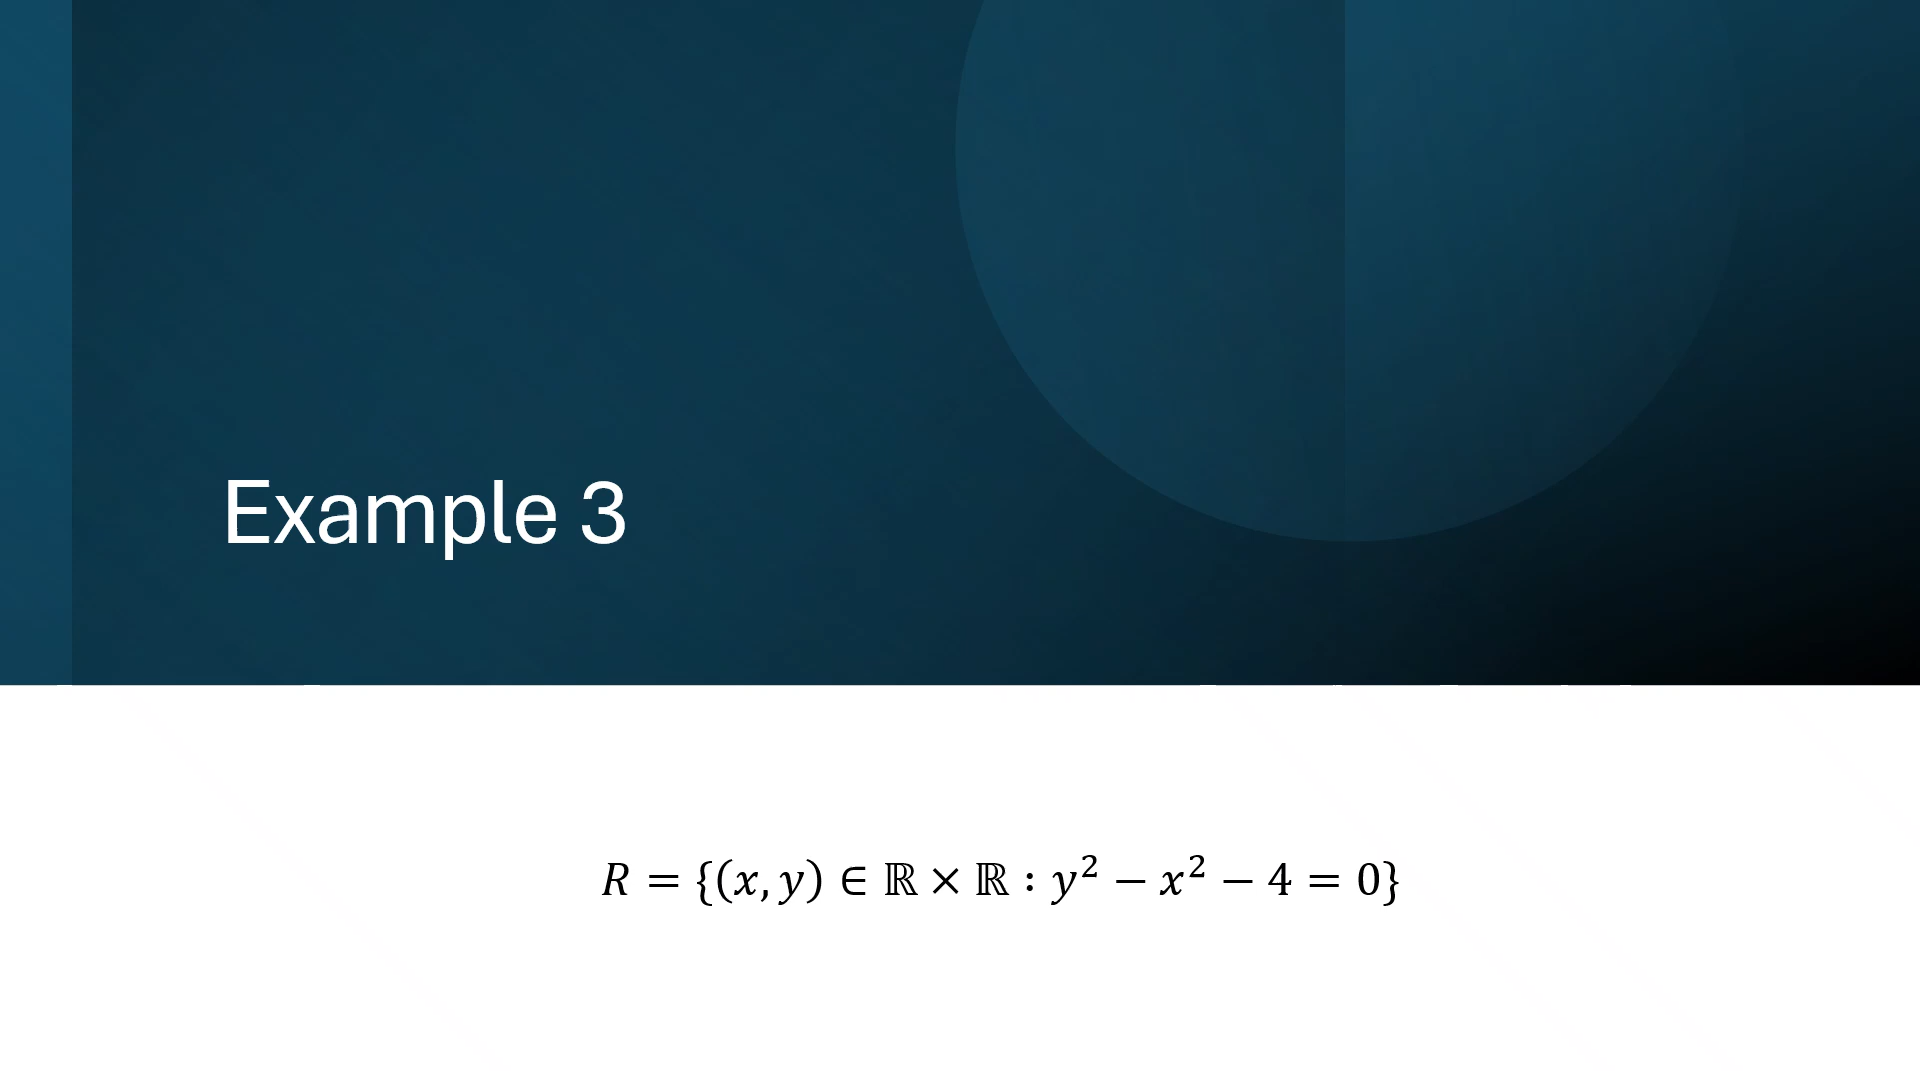 Example 3
R = {(x, y) ∈ ℝ × ℝ : y² − x² − 4 = 0}